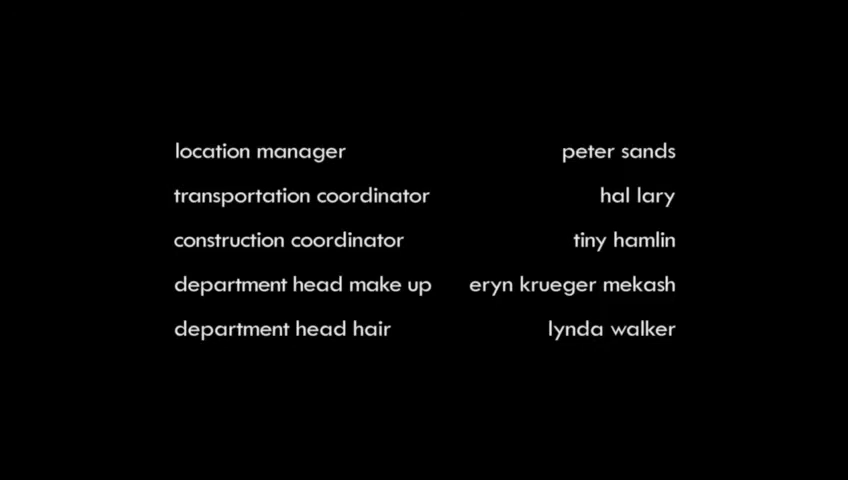 location manager peter sands
transportation coordinator hal lary
construction coordinator tiny hamlin
department head make up eryn krueger mekash
department head hair lynda walker